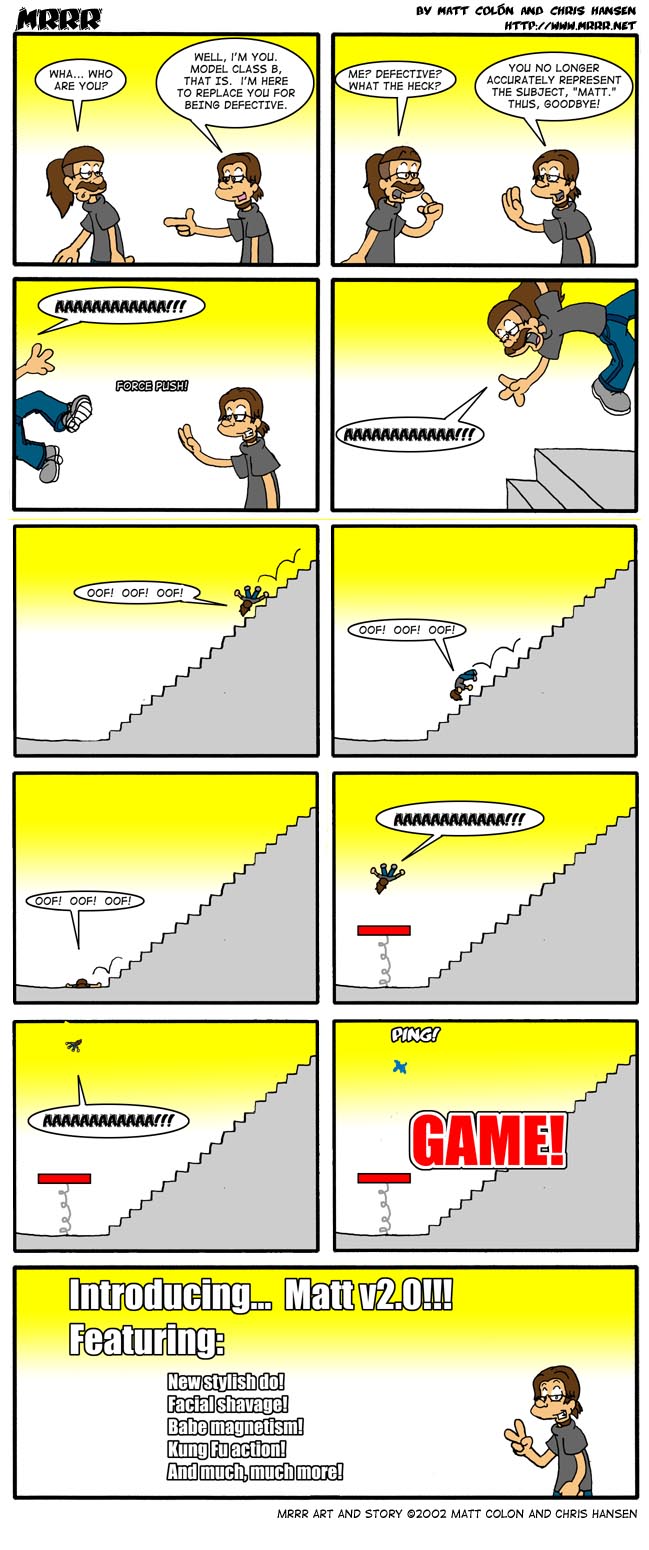 MRRR
BY MATT COLÓN AND CHRIS HANSEN
HTTP://WWW.MRRR.NET
WHA... WHO
ARE YOU?
WELL, I'M YOU.
MODEL CLASS B,
THAT IS.  I'M HERE
TO REPLACE YOU FOR
BEING DEFECTIVE.
ME?  DEFECTIVE?
WHAT THE HECK?
YOU NO LONGER
ACCURATELY REPRESENT
THE SUBJECT, "MATT."
THUS, GOODBYE!
AAAAAAAAAAAA!!!
FORCE PUSH!
AAAAAAAAAAAA!!!
OOF!  OOF!  OOF!
OOF!  OOF!  OOF!
OOF!  OOF!  OOF!
AAAAAAAAAAAA!!!
AAAAAAAAAAAA!!!
PING!
GAME!
Introducing...  Matt v2.0!!!
Featuring:
New stylish do!
Facial shavage!
Babe magnetism!
Kung Fu action!
And much, much more!
MRRR ART AND STORY ©2002 MATT COLON AND CHRIS HANSEN